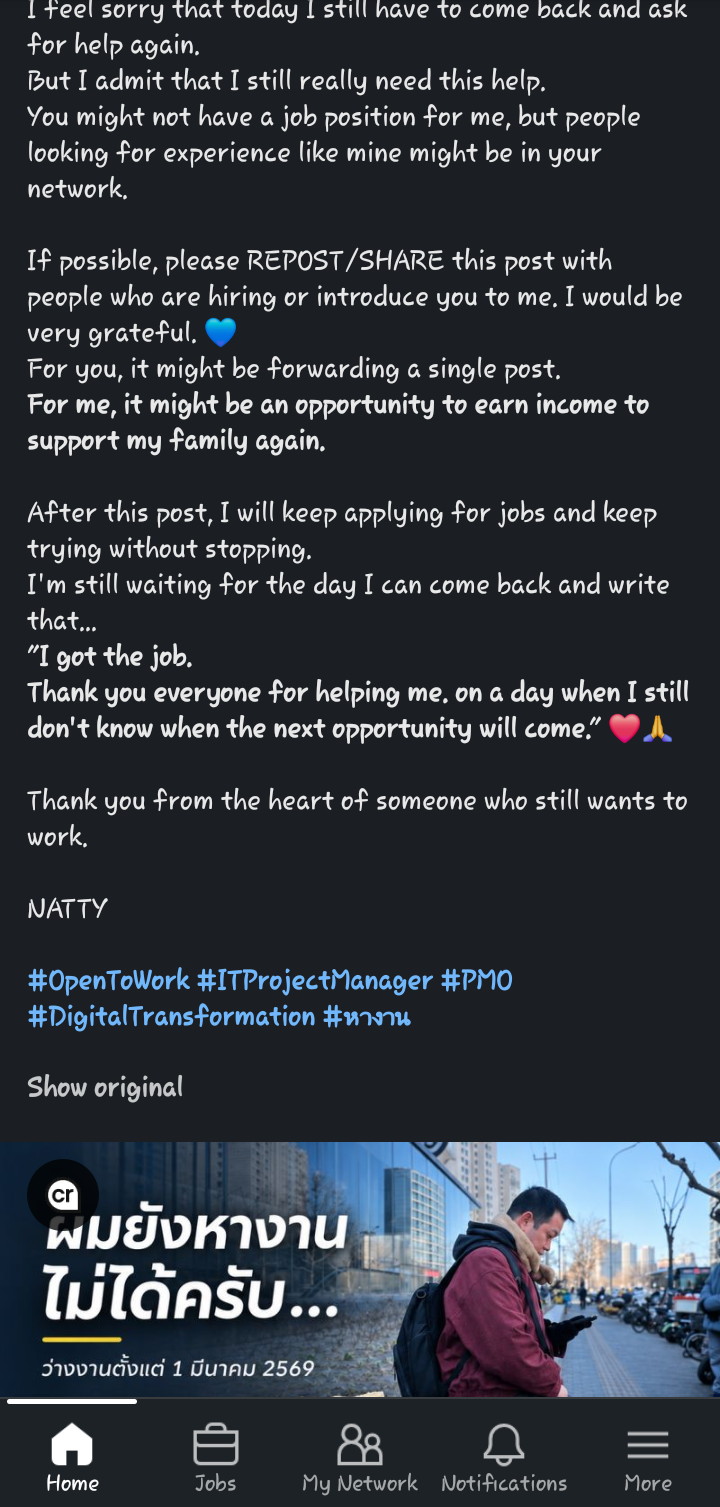 I feel sorry that today I still have to come back and ask
for help again.
But I admit that I still really need this help.
You might not have a job position for me, but people
looking for experience like mine might be in your
network.
If possible, please REPOST/SHARE this post with
people who are hiring or introduce you to me. I would be
very grateful. 💙
For you, it might be forwarding a single post.
For me, it might be an opportunity to earn income to
support my family again.
After this post, I will keep applying for jobs and keep
trying without stopping.
I'm still waiting for the day I can come back and write
that...
"I got the job.
Thank you everyone for helping me. on a day when I still
don't know when the next opportunity will come." ❤️🙏
Thank you from the heart of someone who still wants to
work.
NATTY
#OpenToWork #ITProjectManager #PMO
#DigitalTransformation #หางาน
Show original
cr
ผมยังหางาน
ไม่ได้ครับ...
ว่างงานตั้งแต่ 1 มีนาคม 2569
Home
Jobs
My Network
Notifications
More